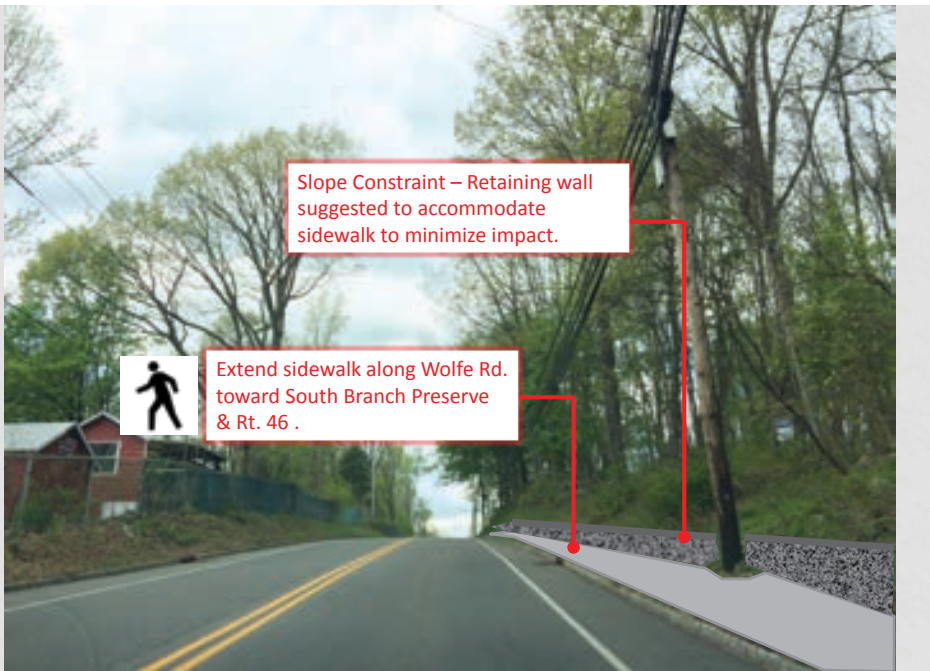 Slope Constraint – Retaining wall
suggested to accommodate
sidewalk to minimize impact.
Extend sidewalk along Wolfe Rd.
toward South Branch Preserve
& Rt. 46 .